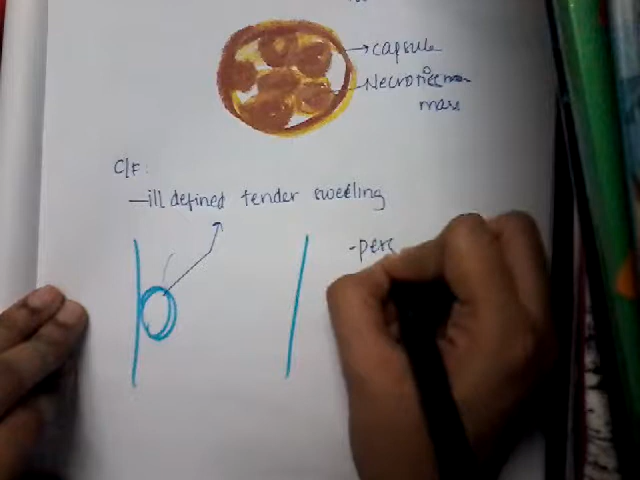 →capsule
Necrotic
mass
C/F:
—ill defined tender swelling
-pers